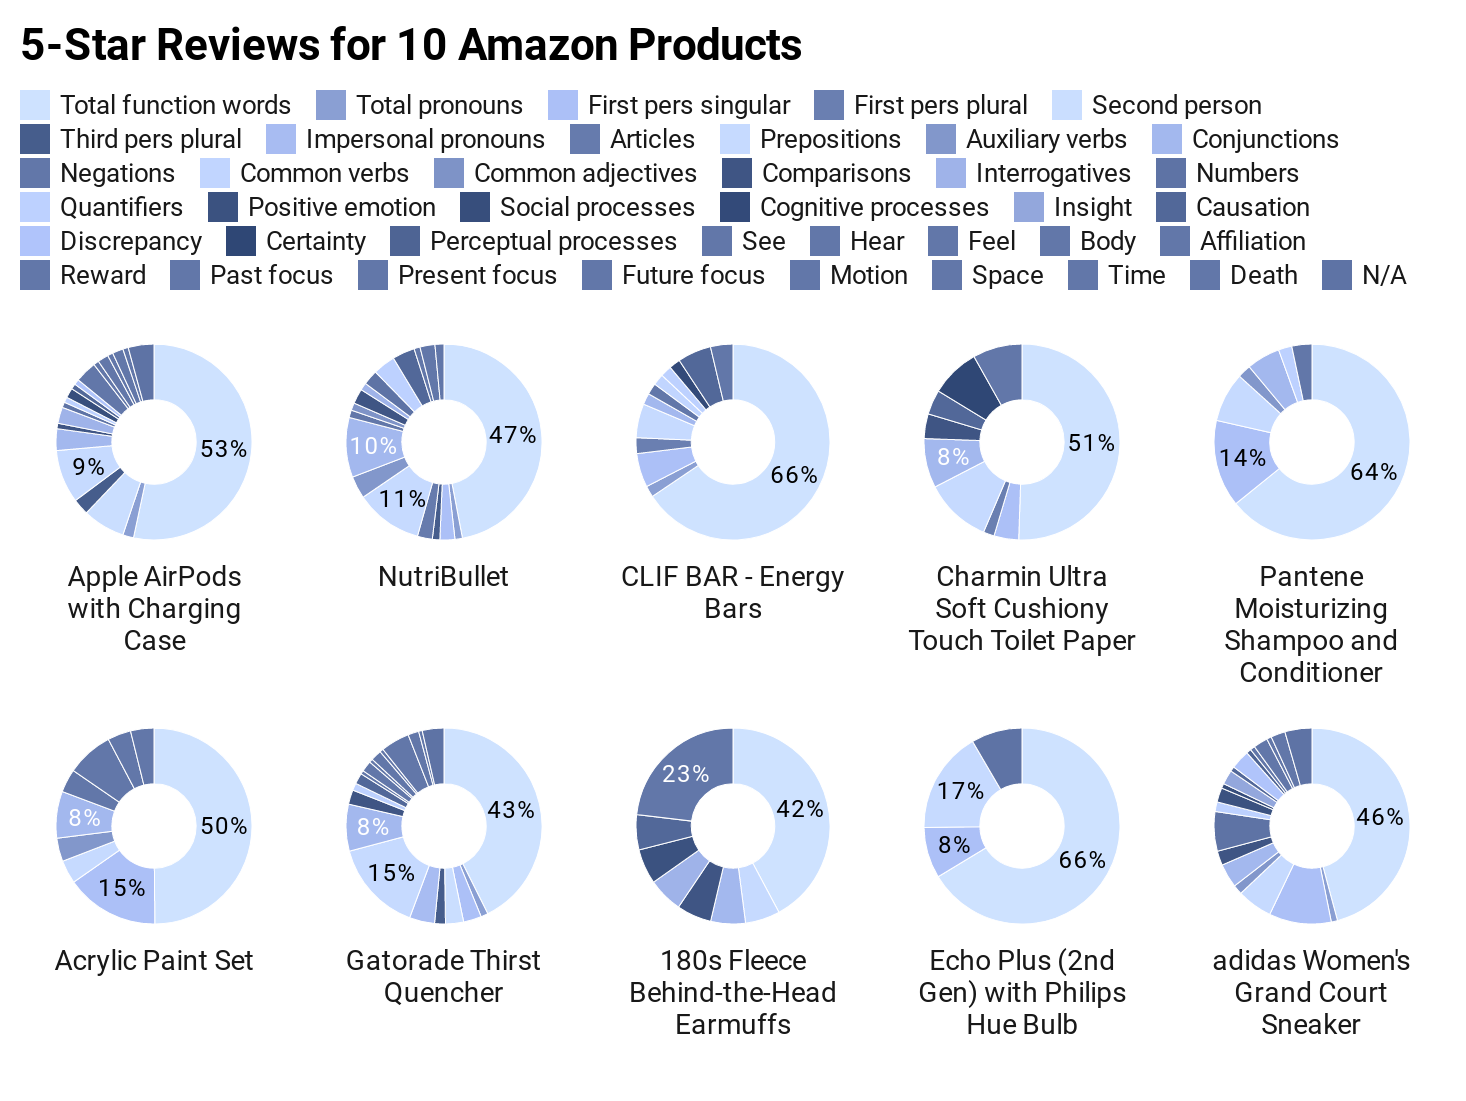 5-Star Reviews for 10 Amazon Products
Total function words Total pronouns First pers singular First pers plural Second person
Third pers plural Impersonal pronouns Articles Prepositions Auxiliary verbs Conjunctions
Negations Common verbs Common adjectives Comparisons Interrogatives Numbers
Quantifiers Positive emotion Social processes Cognitive processes Insight Causation
Discrepancy Certainty Perceptual processes See Hear Feel Body Affiliation
Reward Past focus Present focus Future focus Motion Space Time Death N/A
53%
9%
Apple AirPods
with Charging
Case
47%
10%
11%
NutriBullet
66%
CLIF BAR - Energy
Bars
51%
8%
Charmin Ultra
Soft Cushiony
Touch Toilet Paper
14%
64%
Pantene
Moisturizing
Shampoo and
Conditioner
8%
50%
15%
Acrylic Paint Set
43%
8%
15%
Gatorade Thirst
Quencher
23%
42%
180s Fleece
Behind-the-Head
Earmuffs
17%
8%
66%
Echo Plus (2nd
Gen) with Philips
Hue Bulb
46%
adidas Women's
Grand Court
Sneaker